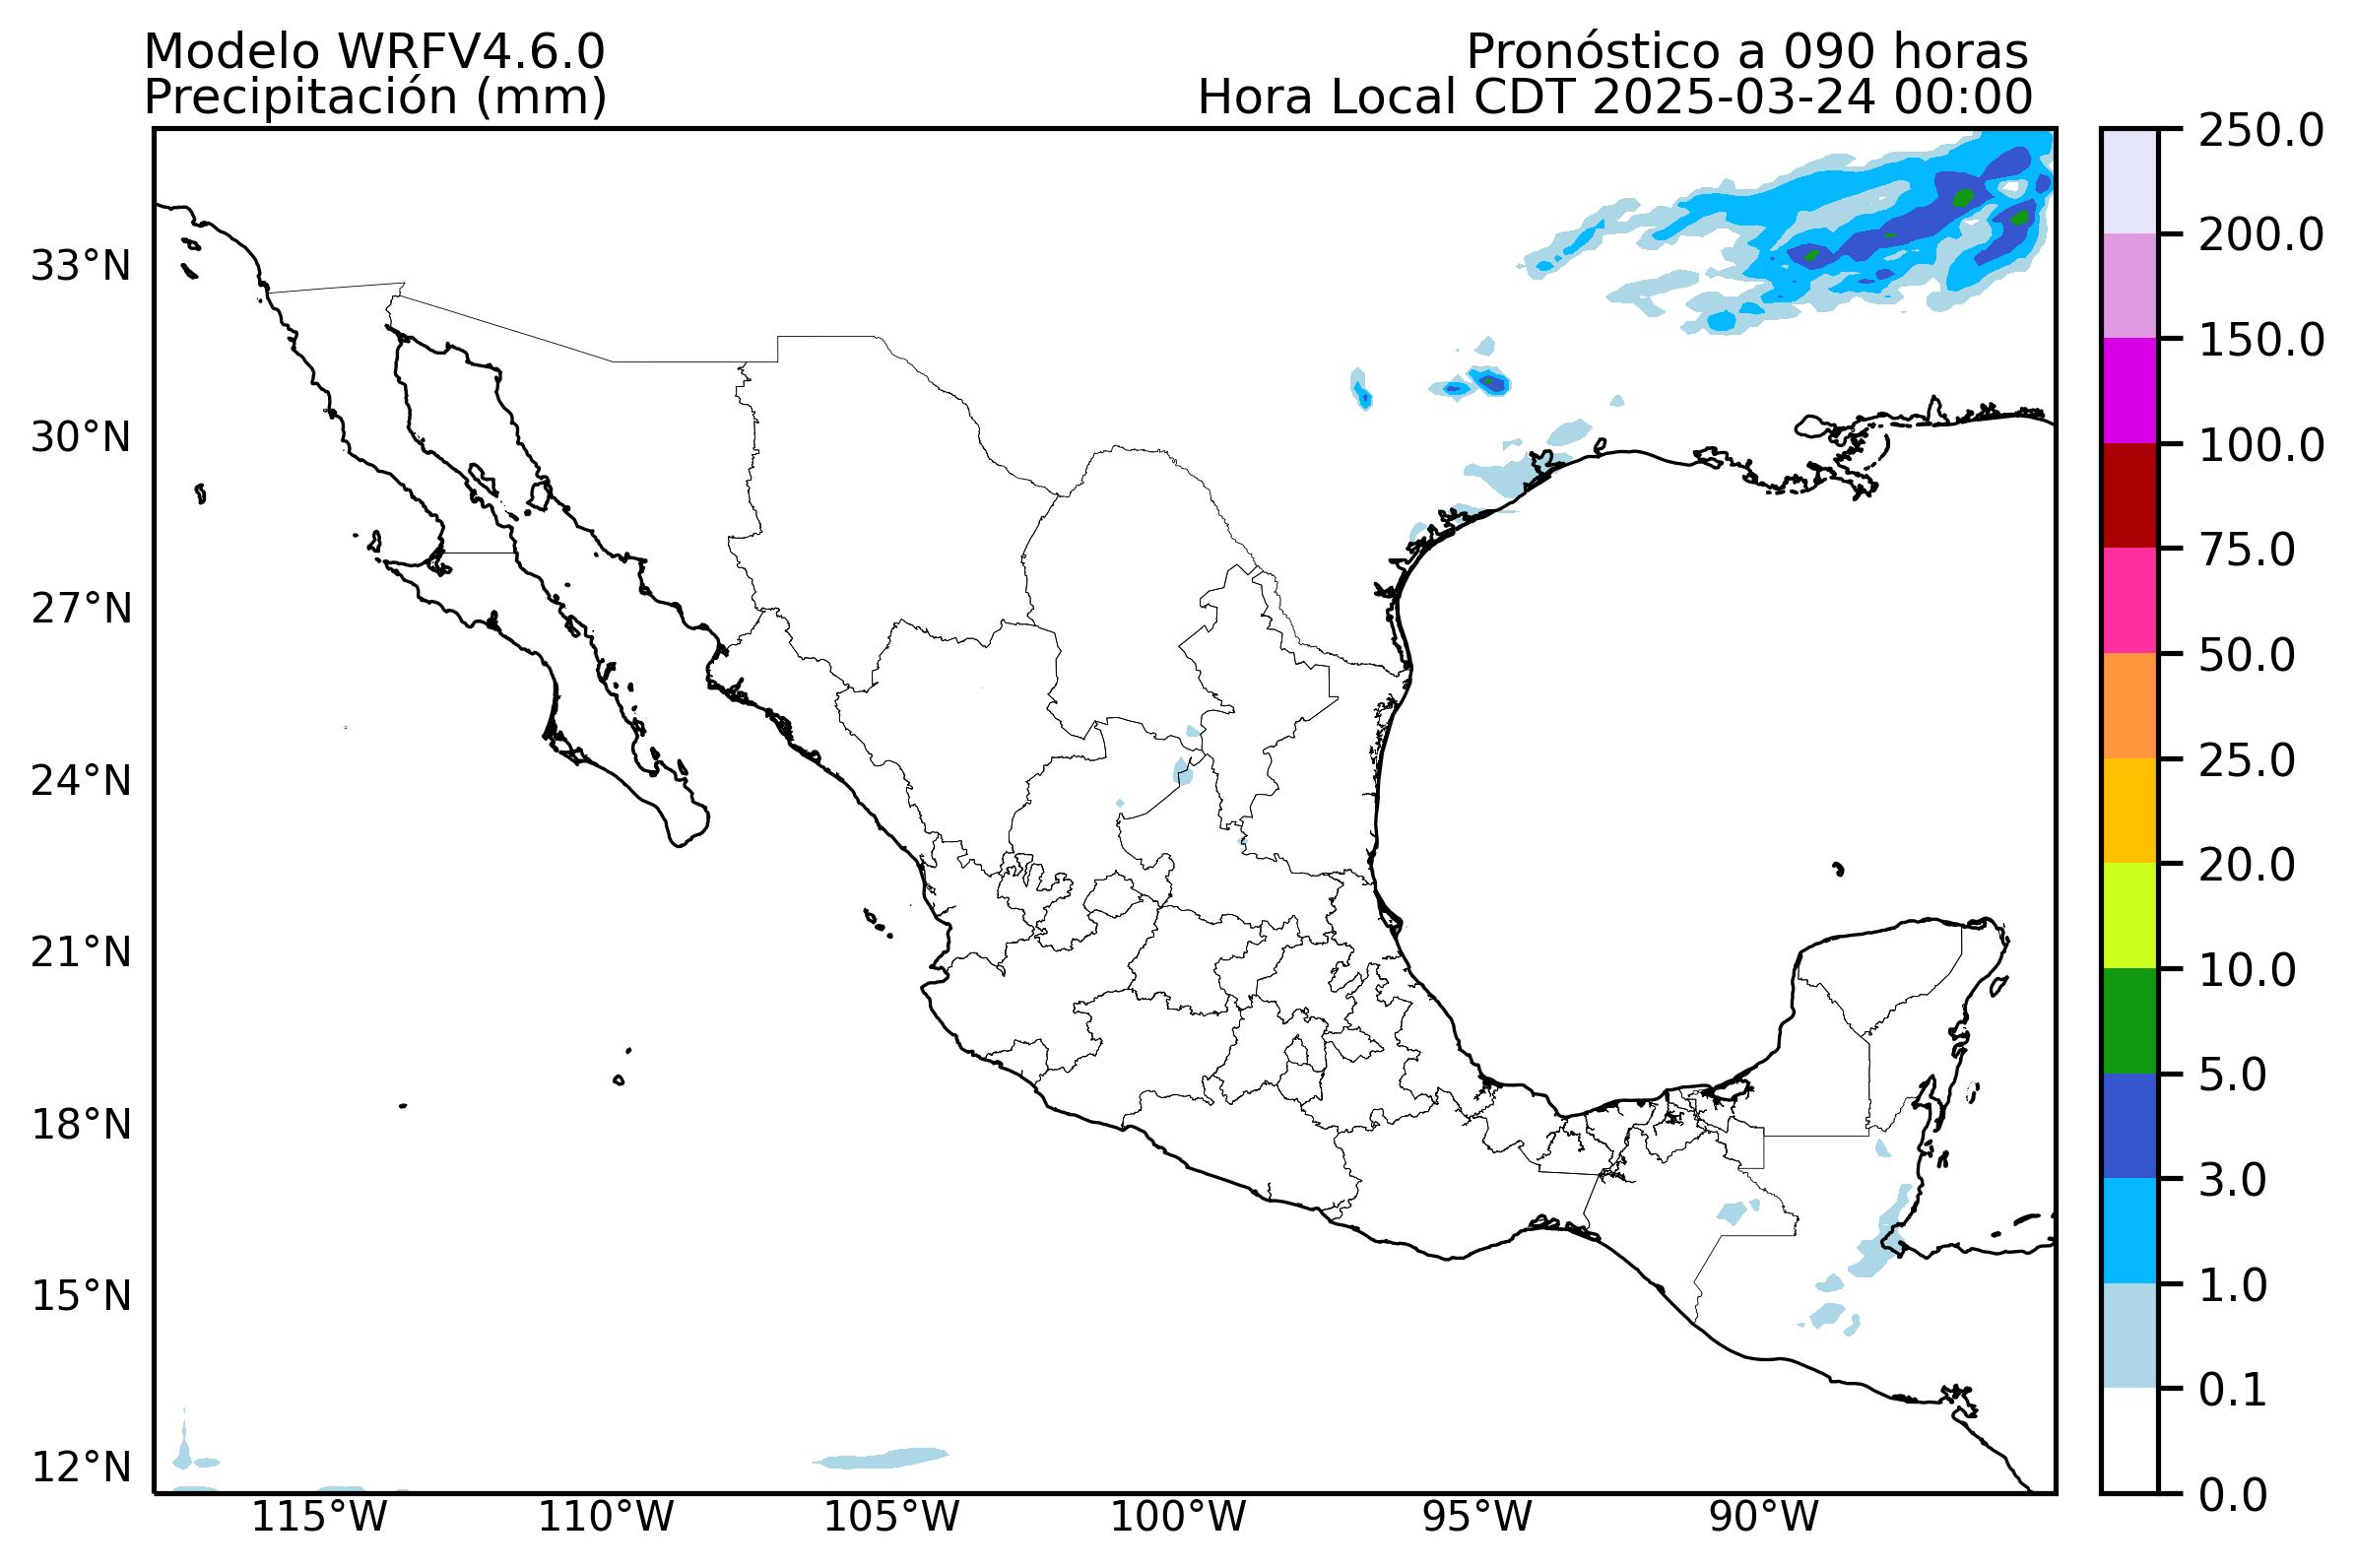 Modelo WRFV4.6.0
Precipitación (mm)
Pronóstico a 090 horas
Hora Local CDT 2025-03-24 00:00
33°N
30°N
27°N
24°N
21°N
18°N
15°N
12°N
115°W
110°W
105°W
100°W
95°W
90°W
250.0
200.0
150.0
100.0
75.0
50.0
25.0
20.0
10.0
5.0
3.0
1.0
0.1
0.0